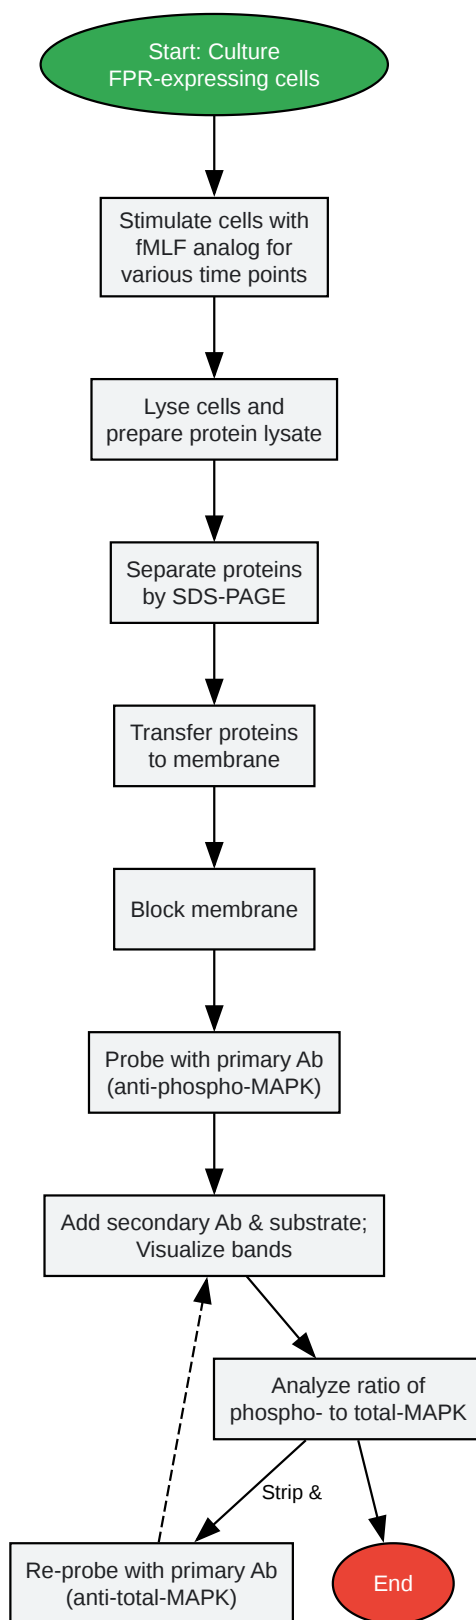 Start: Culture
FPR-expressing cells
Stimulate cells with
fMLF analog for
various time points
Lyse cells and
prepare protein lysate
Separate proteins
by SDS-PAGE
Transfer proteins
to membrane
Block membrane
Probe with primary Ab
(anti-phospho-MAPK)
Add secondary Ab & substrate;
Visualize bands
Analyze ratio of
phospho- to total-MAPK
Strip &
Re-probe with primary Ab
(anti-total-MAPK)
End